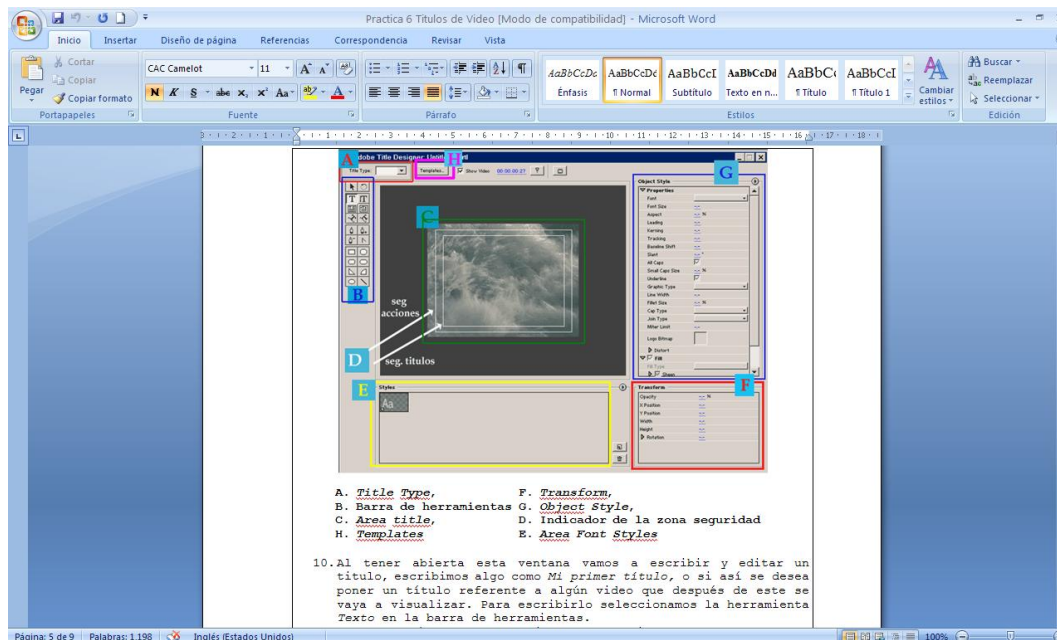 Practica 6 Titulos de Video [Modo de compatibilidad] - Microsoft Word
Inicio Insertar Diseño de página Referencias Correspondencia Revisar Vista
Pegar
Cortar
Copiar
Copiar formato
Portapapeles
CAC Camelot 11
N K S abc x₂ x² Aa
Fuente
Párrafo
AaBbCcDc AaBbCcDc AaBbCcI AaBbCcDd AaBbC AaBbCcI
Énfasis ¶ Normal Subtítulo Texto en n... ¶ Título ¶ Título 1
Cambiar estilos
Estilos
Buscar
Reemplazar
Seleccionar
Edición
Adobe Title Designer:
A
Title Type:
H
Templates...
Show Video 00:00:00:27
B
C
seg
acciones
D
seg. titulos
G
Object Style
Properties
Font
Font Size
Aspect %
Leading
Kerning
Tracking
Baseline Shift
Slant °
All Caps
Small Caps Size %
Underline
Graphic Type
Line Width
Fillet Size %
Cap Type
Join Type
Miter Limit
Logo Bitmap
Distort
Fill
Fill Type
Sheen
E
Styles
Aa
F
Transform
Opacity %
X Position
Y Position
Width
Height
Rotation
A. Title Type, F. Transform,
B. Barra de herramientas G. Object Style,
C. Area title, D. Indicador de la zona seguridad
H. Templates E. Area Font Styles
10. Al tener abierta esta ventana vamos a escribir y editar un
titulo, escribimos algo como Mi primer título, o si así se desea
poner un título referente a algún video que después de este se
vaya a visualizar. Para escribirlo seleccionamos la herramienta
Texto en la barra de herramientas.
Página: 5 de 9 Palabras: 1.198 Inglés (Estados Unidos) 100%